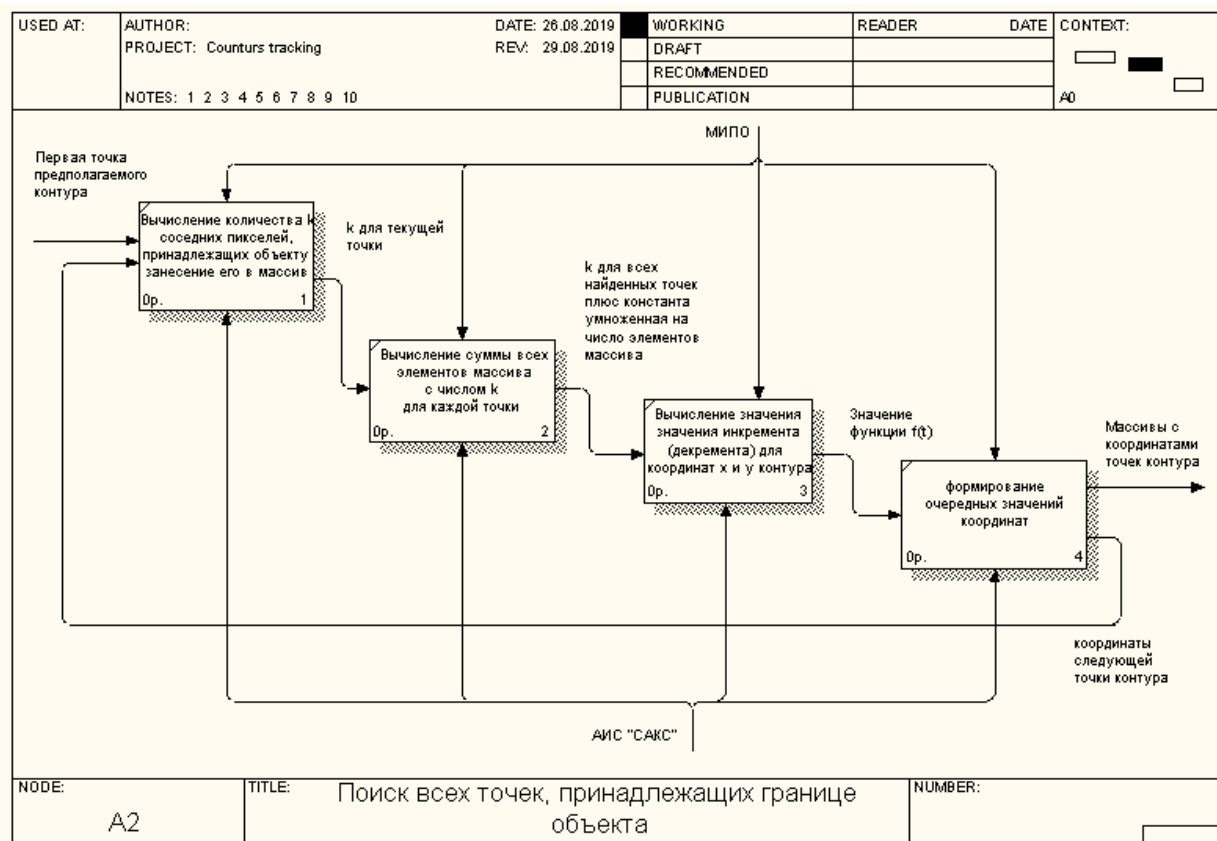 USED AT:
AUTHOR:
DATE: 26.08.2019
PROJECT: Counturs tracking
REV: 29.08.2019
NOTES: 1 2 3 4 5 6 7 8 9 10
WORKING
DRAFT
RECOMMENDED
PUBLICATION
READER
DATE
CONTEXT:
A0
МИПО
Первая точка
предполагаемого
контура
Вычисление количества k
соседних пикселей,
принадлежащих объекту
занесение его в массив
0р.
1
k для текущей
точки
Вычисление суммы всех
элементов массива
с числом k
для каждой точки
0р.
2
k для всех
найденных точек
плюс константа
умноженная на
число элементов
массива
Вычисление значения
значения инкремента
(декремента) для
координат x и y контура
0р.
3
Значение
функции f(t)
формирование
очередных значений
координат
0р.
4
Массивы с
координатами
точек контура
координаты
следующей
точки контура
АИС "САКС"
NODE:
A2
TITLE:
Поиск всех точек, принадлежащих границе
объекта
NUMBER: